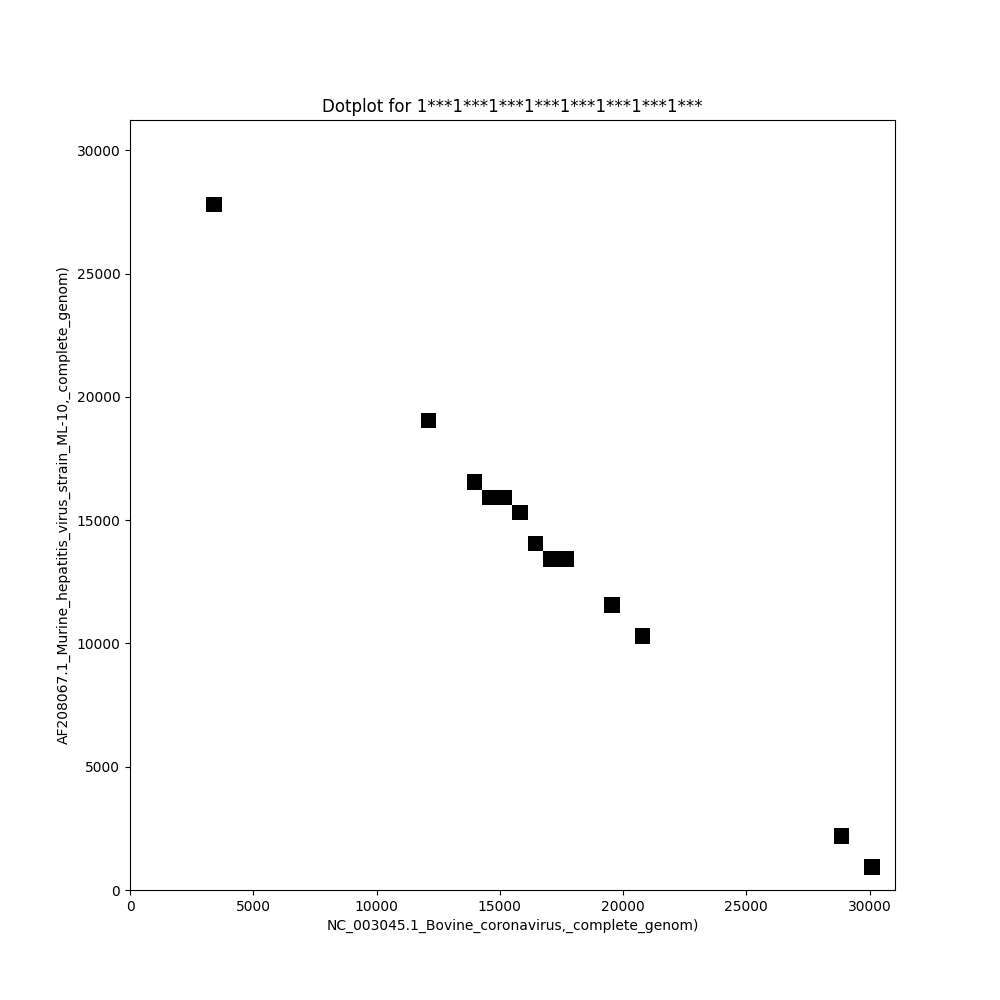 Dotplot for 1***1***1***1***1***1***1***1***
30000
25000
20000
15000
10000
5000
0
AF208067.1_Murine_hepatitis_virus_strain_ML-10,_complete_genom)
0 5000 10000 15000 20000 25000 30000
NC_003045.1_Bovine_coronavirus,_complete_genom)